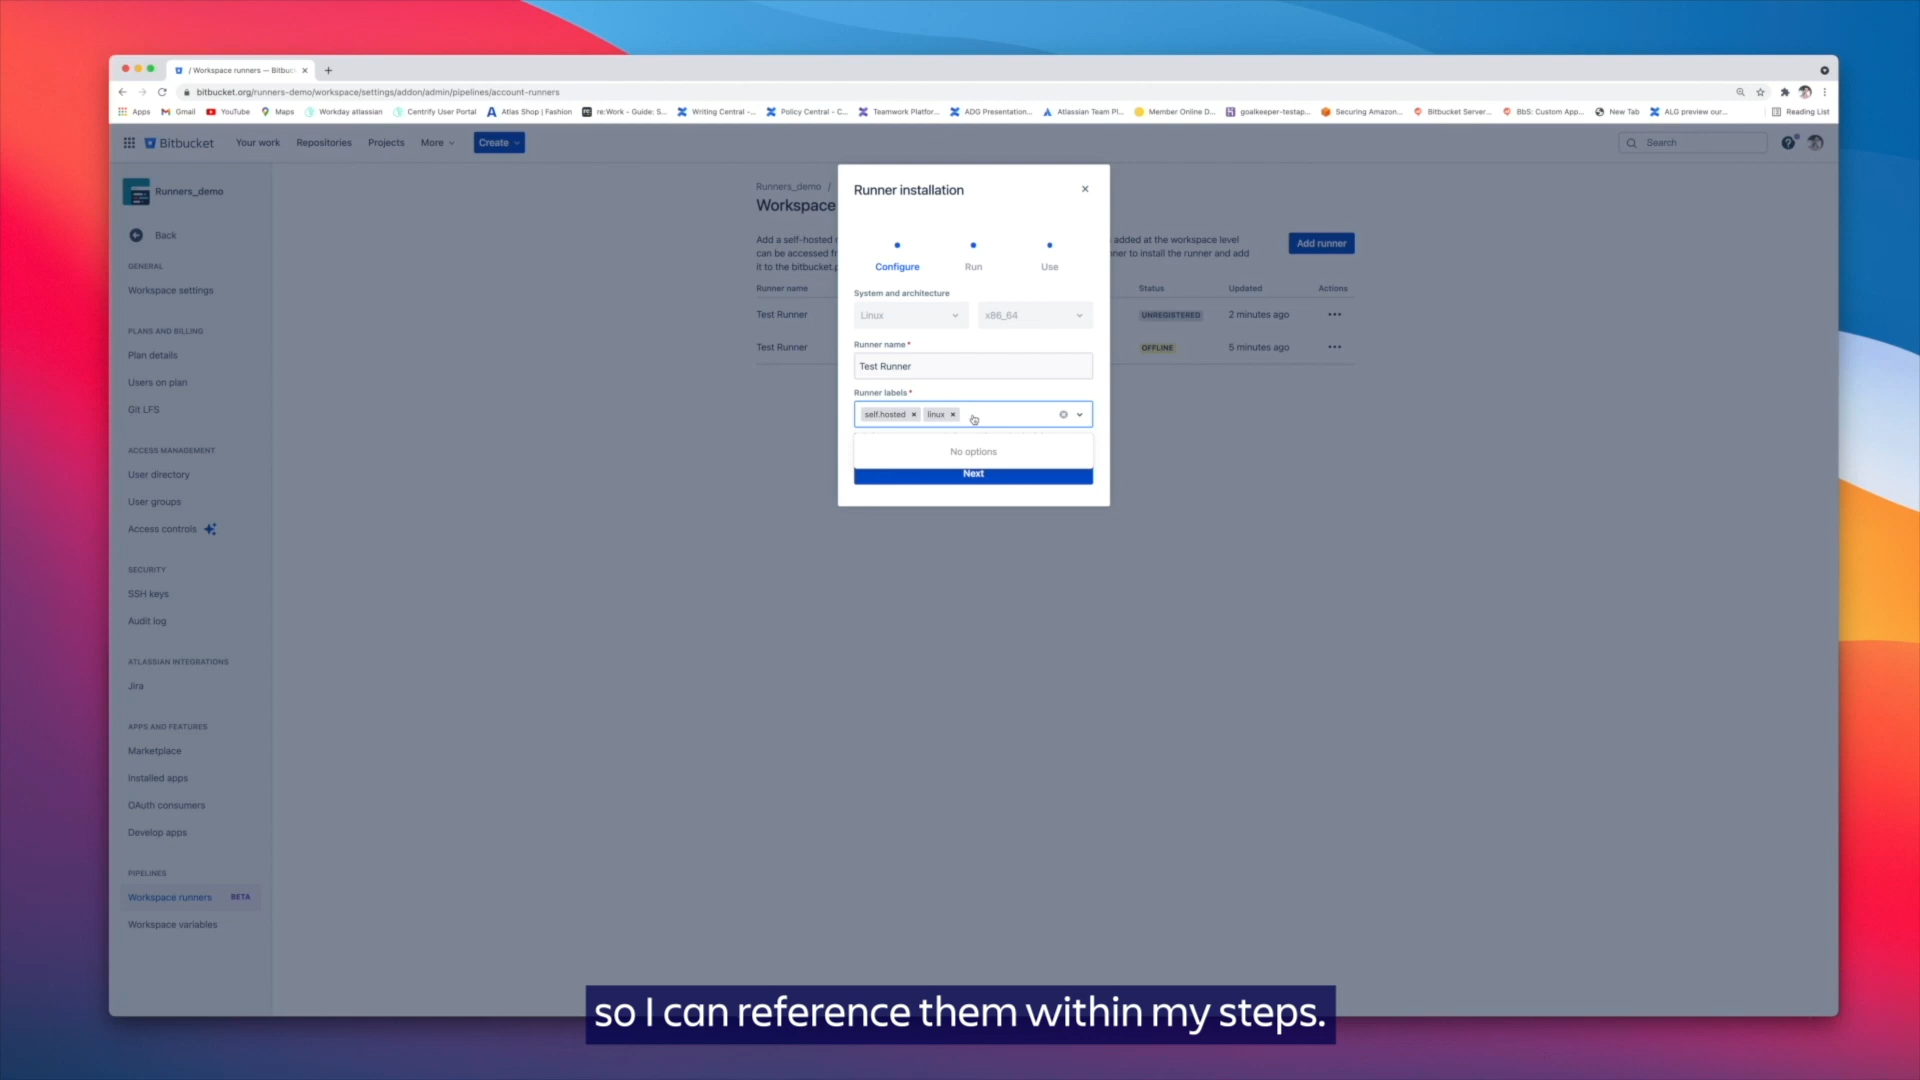 / Workspace runners — Bitbuc
bitbucket.org/runners-demo/workspace/settings/addon/admin/pipelines/account-runners
Apps Gmail YouTube Maps Workday atlassian Centrify User Portal Atlas Shop | Fashion re:Work - Guide: S... Writing Central -... Policy Central - C... Teamwork Platfor... ADG Presentation... Atlassian Team Pl... Member Online D... goalkeeper-testap... Securing Amazon... Bitbucket Server... BbS: Custom App... New Tab ALG preview our... Reading List
Bitbucket Your work Repositories Projects More Create Search
Runners_demo
Back
GENERAL
Workspace settings
PLANS AND BILLING
Plan details
Users on plan
Git LFS
ACCESS MANAGEMENT
User directory
User groups
Access controls
SECURITY
SSH keys
Audit log
ATLASSIAN INTEGRATIONS
Jira
APPS AND FEATURES
Marketplace
Installed apps
OAuth consumers
Develop apps
PIPELINES
Workspace runners BETA
Workspace variables
Runners_demo /
Workspace
Add a self-hosted added at the workspace level
can be accessed to install the runner and add
it to the bitbucket.
Add runner
Runner name Status Updated Actions
Test Runner UNREGISTERED 2 minutes ago
Test Runner OFFLINE 5 minutes ago
Runner installation
Configure Run Use
System and architecture
Linux x86_64
Runner name *
Test Runner
Runner labels *
self.hosted linux
No options
Next
so I can reference them within my steps.